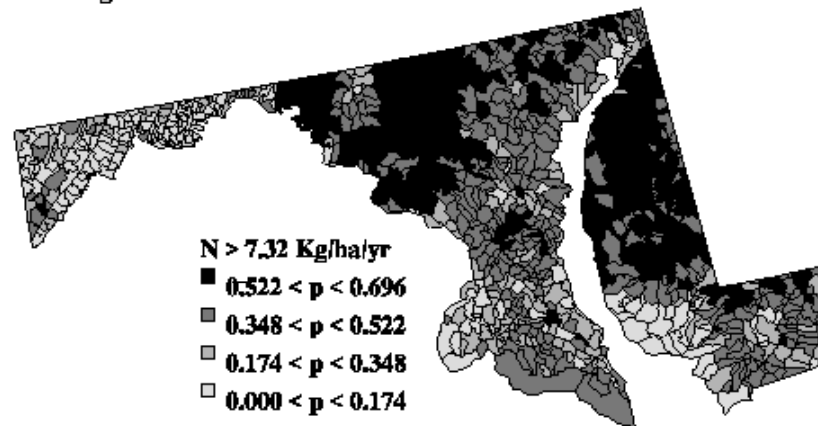 N > 7.32 Kg/ha/yr
0.522 < p < 0.696
0.348 < p < 0.522
0.174 < p < 0.348
0.000 < p < 0.174